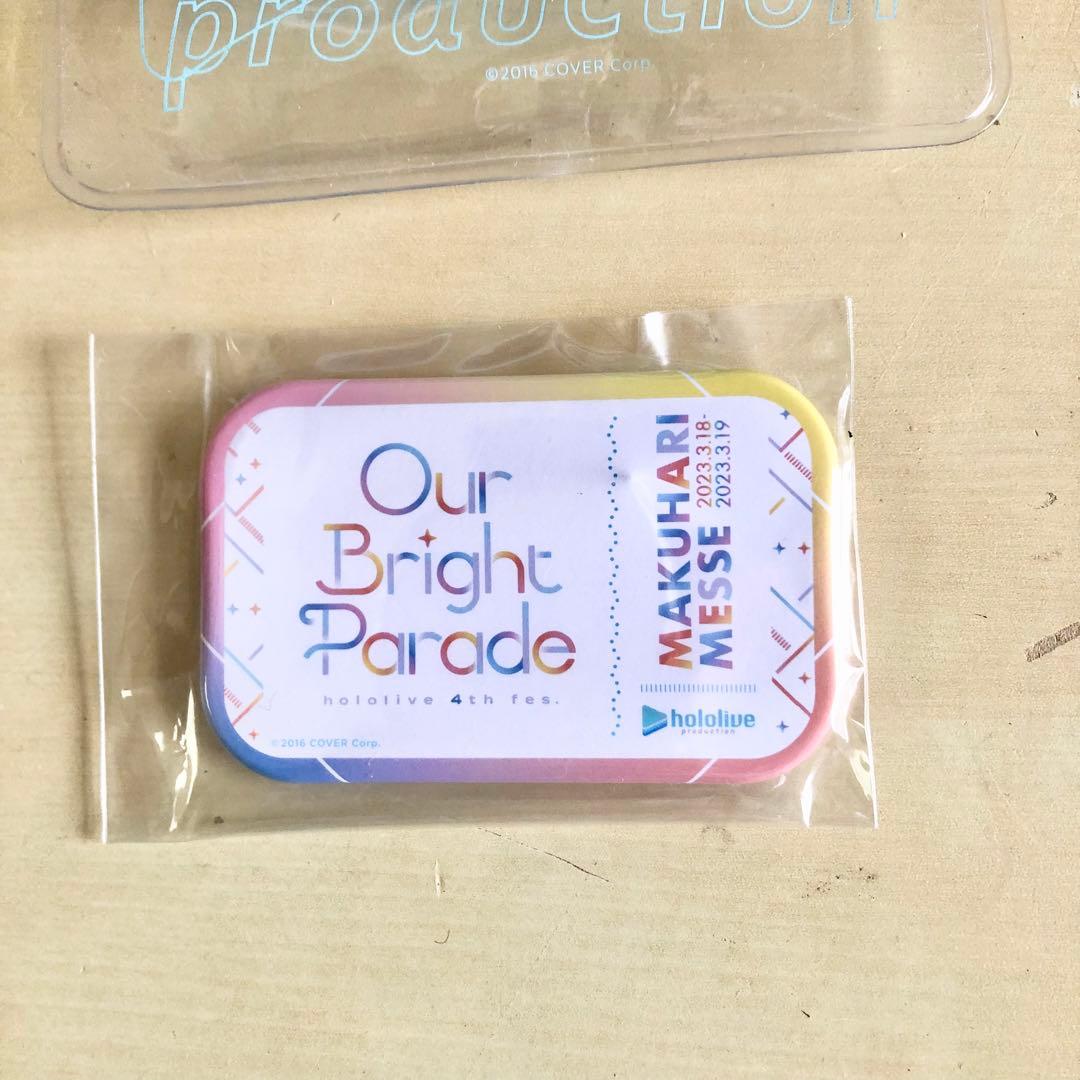 production
©2016 COVER Corp.
Our
Bright
Parade
hololive 4th fes.
©2016 COVER Corp.
MAKUHARI
MESSE
2023.3.18-
2023.3.19
hololive
production